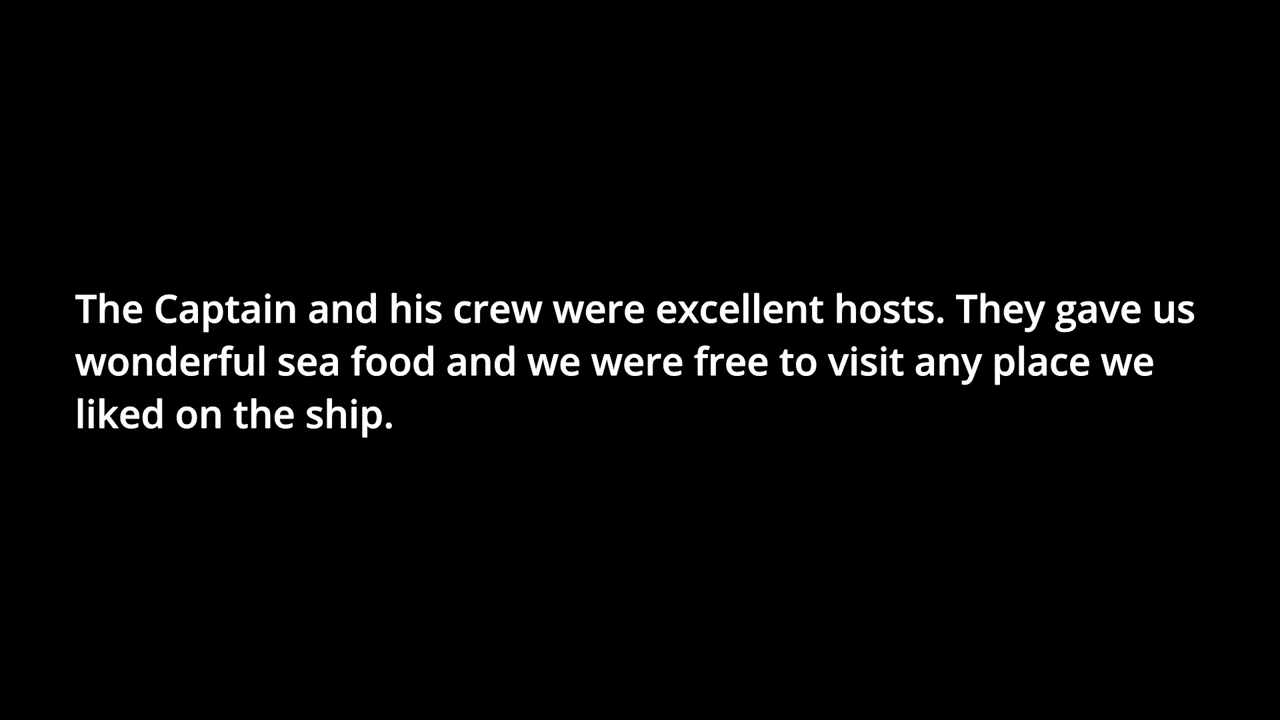 The Captain and his crew were excellent hosts. They gave us
wonderful sea food and we were free to visit any place we
liked on the ship.